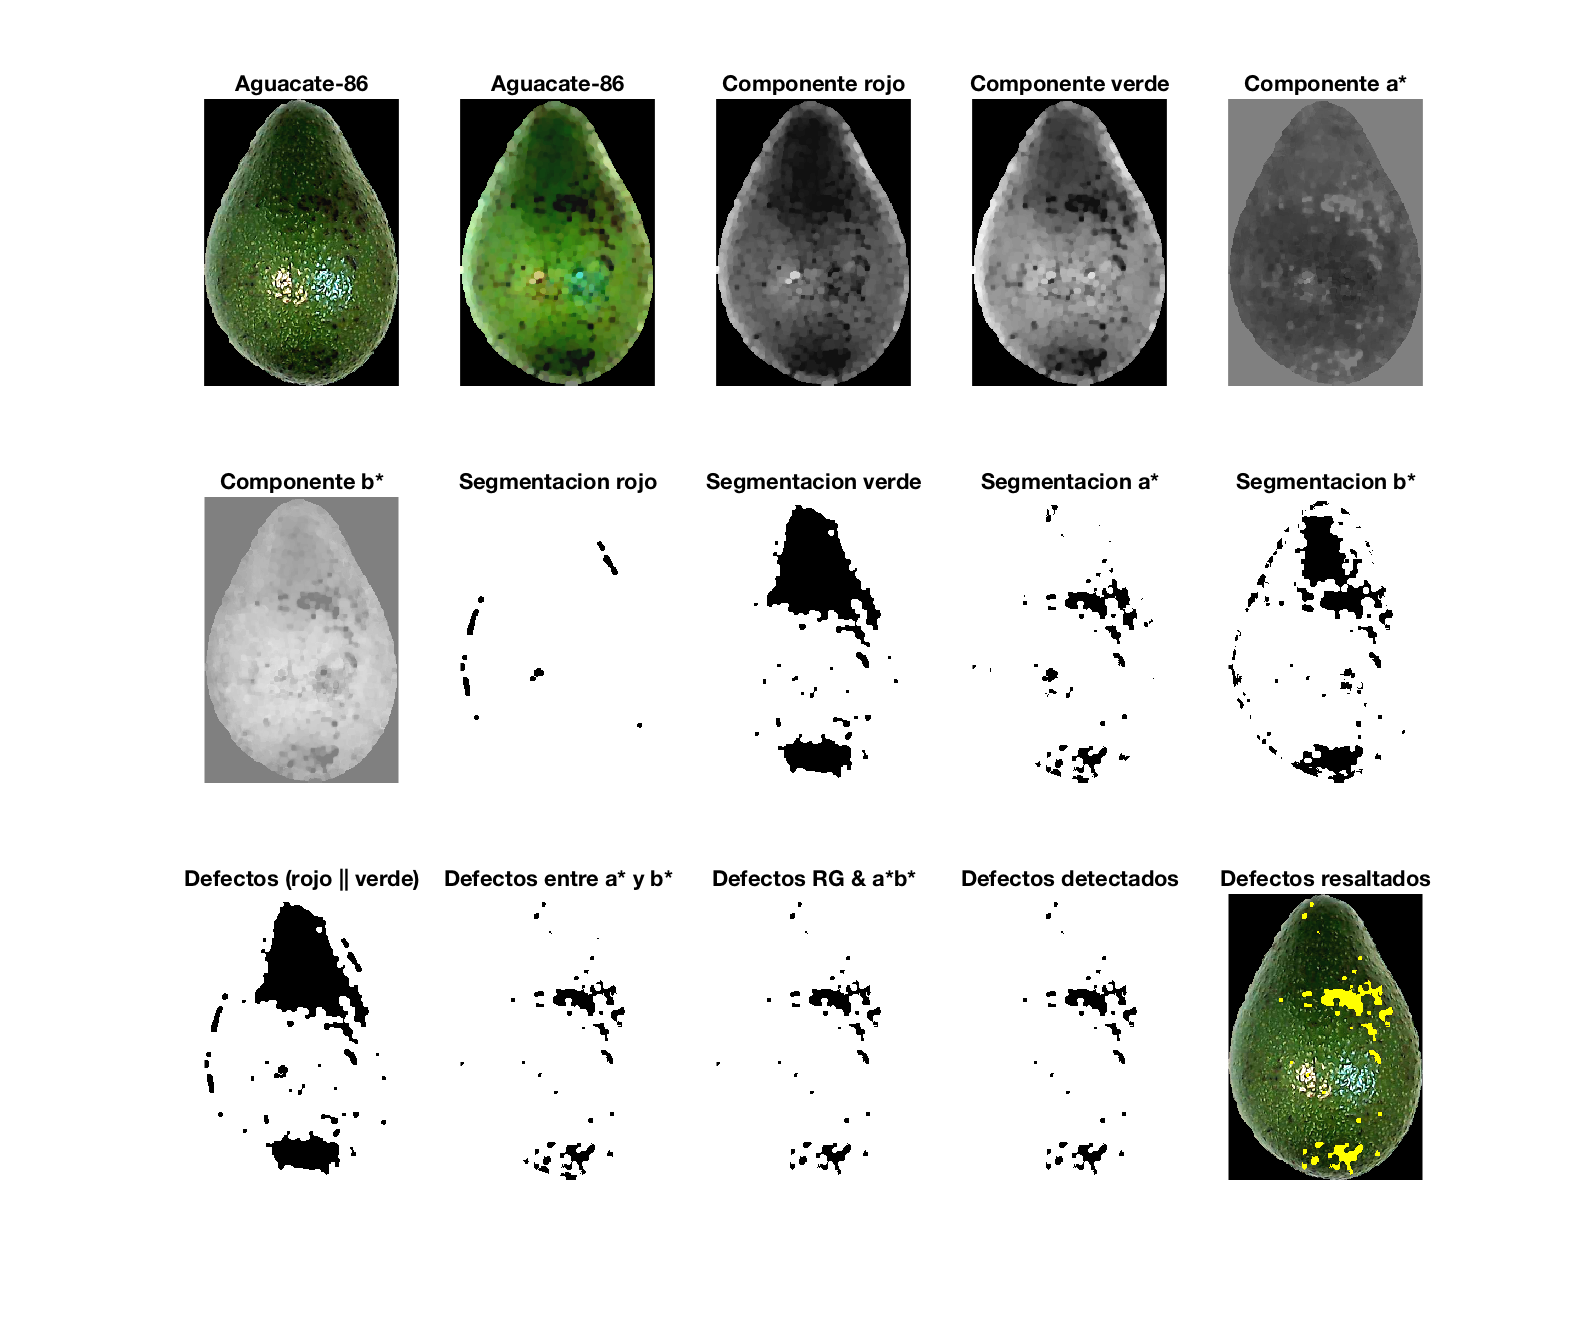 Aguacate-86
Aguacate-86
Componente rojo
Componente verde
Componente a*
Componente b*
Segmentacion rojo
Segmentacion verde
Segmentacion a*
Segmentacion b*
Defectos (rojo || verde)
Defectos entre a* y b*
Defectos RG & a*b*
Defectos detectados
Defectos resaltados